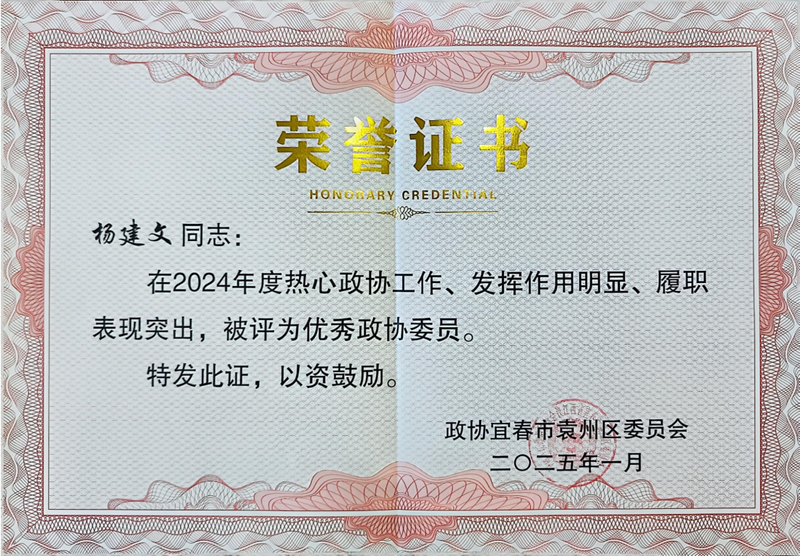 荣誉证书
HONORARY CREDENTIAL
杨建文同志：
在2024年度热心政协工作、发挥作用明显、履职
表现突出，被评为优秀政协委员。
特发此证，以资鼓励。
政协宜春市袁州区委员会
二〇二五年一月